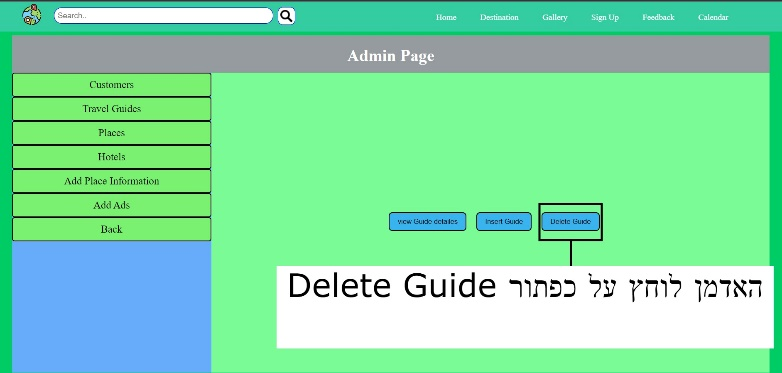 Search..
Home Destination Gallery Sign Up Feedback Calendar
Admin Page
Customers
Travel Guides
Places
Hotels
Add Place Information
Add Ads
Back
view Guide detailes Insert Guide Delete Guide
האדמן לוחץ על כפתור Delete Guide